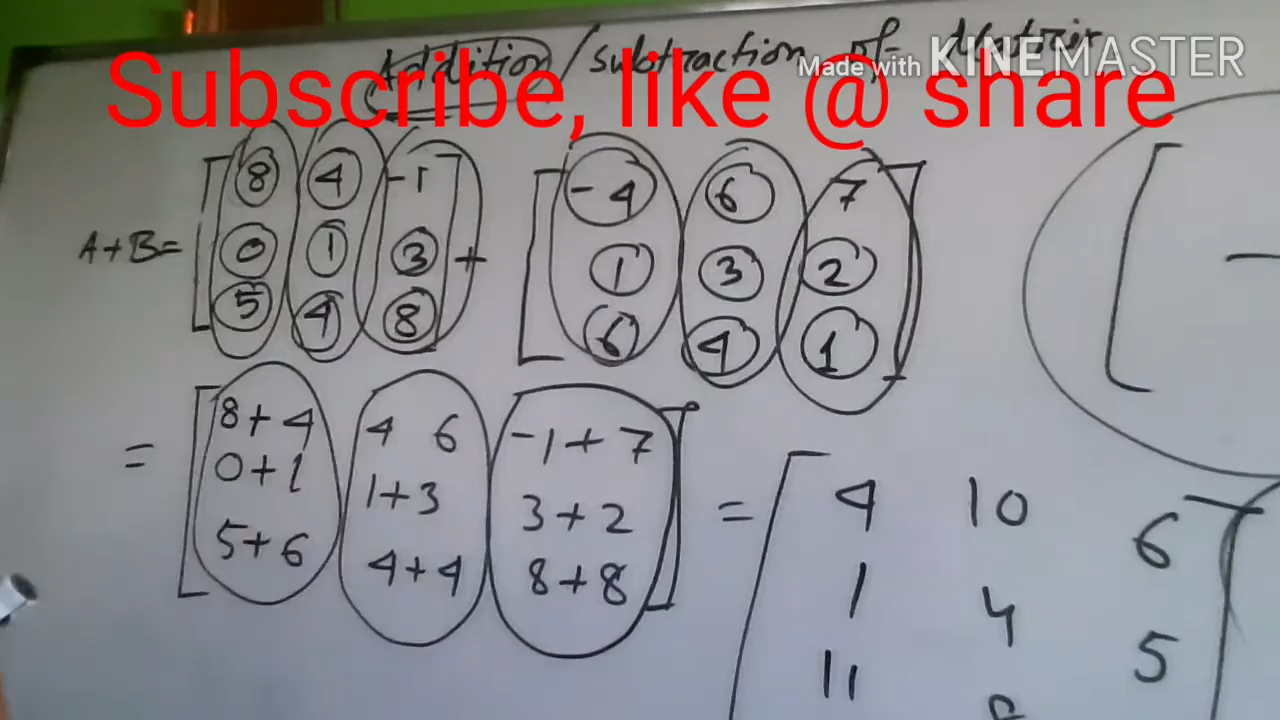 Addition / subtraction of Matrix
Made with KINEMASTER
Subscribe, like @ share
8 4 -1 -4 6 7
A+B= 0 1 3 + 1 3 2
5 4 8 6 4 1
8+4 4 6 -1+7
= 0+1 1+3 3+2 = 4 10 6
5+6 4+4 8+8 1 4 5
11